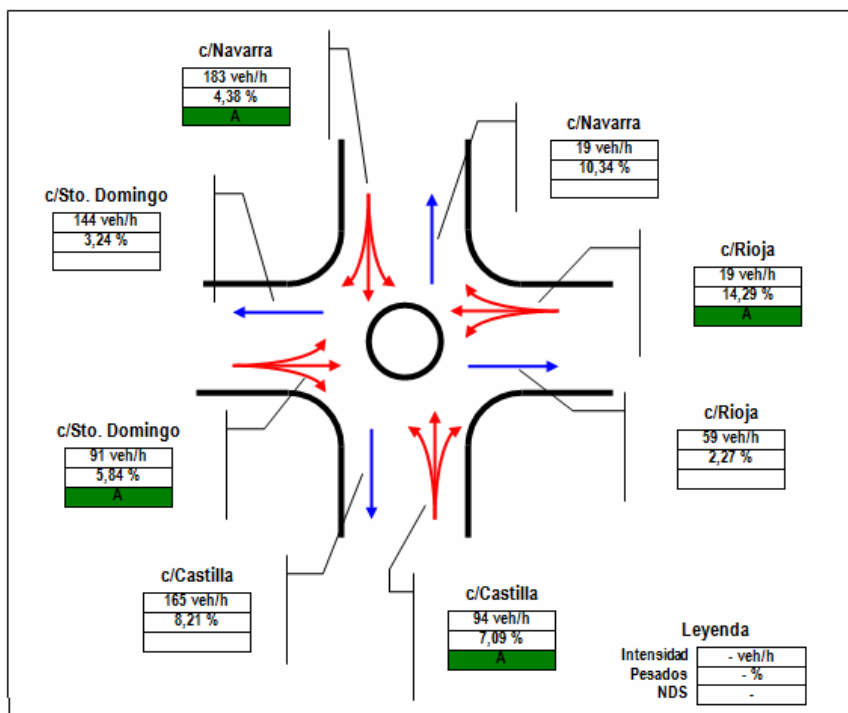 c/Navarra
183 veh/h
4,38 %
A
c/Navarra
19 veh/h
10,34 %
c/Sto. Domingo
144 veh/h
3,24 %
c/Rioja
19 veh/h
14,29 %
A
c/Sto. Domingo
91 veh/h
5,84 %
A
c/Rioja
59 veh/h
2,27 %
c/Castilla
165 veh/h
8,21 %
c/Castilla
94 veh/h
7,09 %
A
Leyenda
Intensidad - veh/h
Pesados - %
NDS -